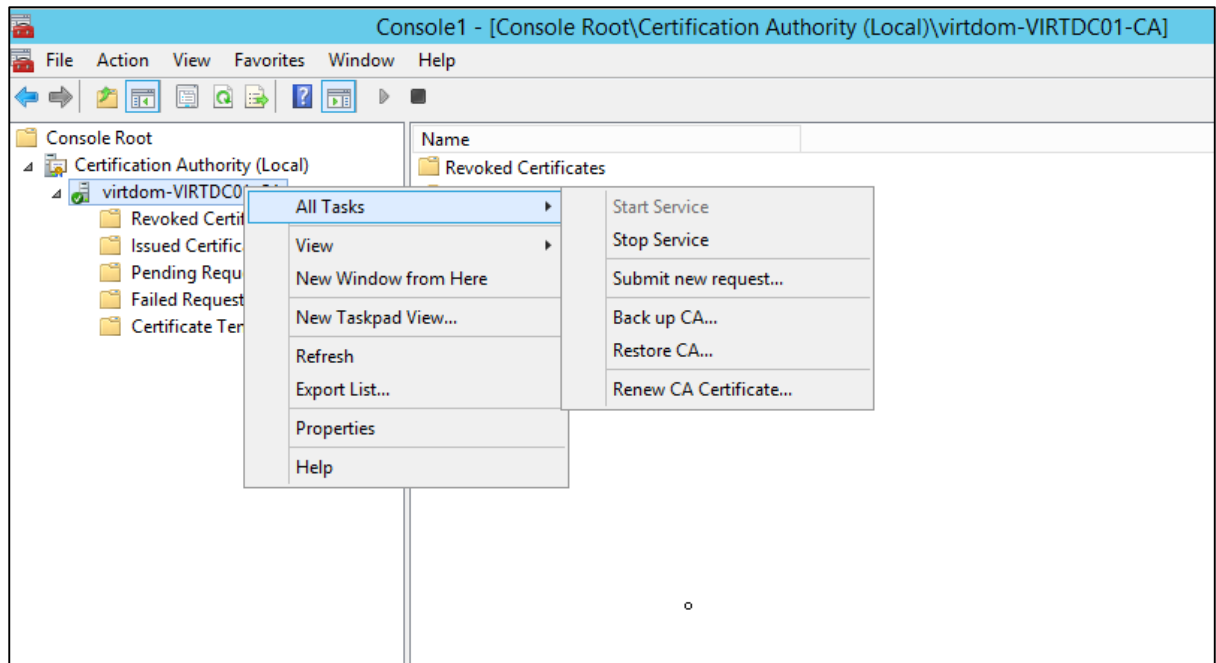 Console1 - [Console Root\Certification Authority (Local)\virtdom-VIRTDC01-CA]
File Action View Favorites Window Help
Console Root
Certification Authority (Local)
virtdom-VIRTDC01-CA
Revoked Certif
Issued Certific
Pending Requ
Failed Request
Certificate Ter
Name
Revoked Certificates
All Tasks
View
New Window from Here
New Taskpad View...
Refresh
Export List...
Properties
Help
Start Service
Stop Service
Submit new request...
Back up CA...
Restore CA...
Renew CA Certificate...